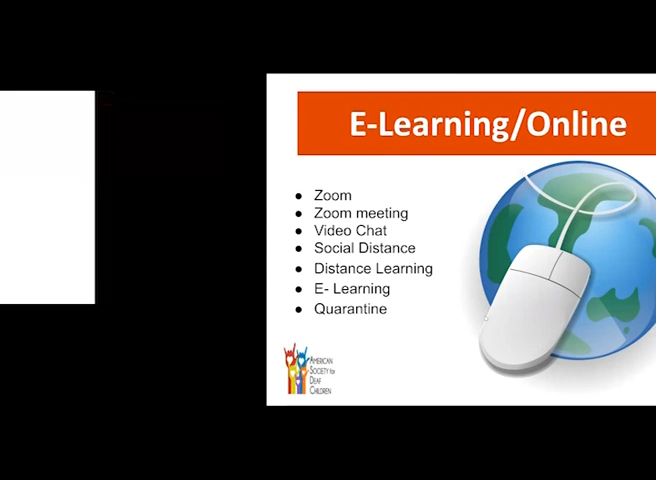 E-Learning/Online
Zoom
Zoom meeting
Video Chat
Social Distance
Distance Learning
E- Learning
Quarantine
AMERICAN
SOCIETY for
DEAF
CHILDREN